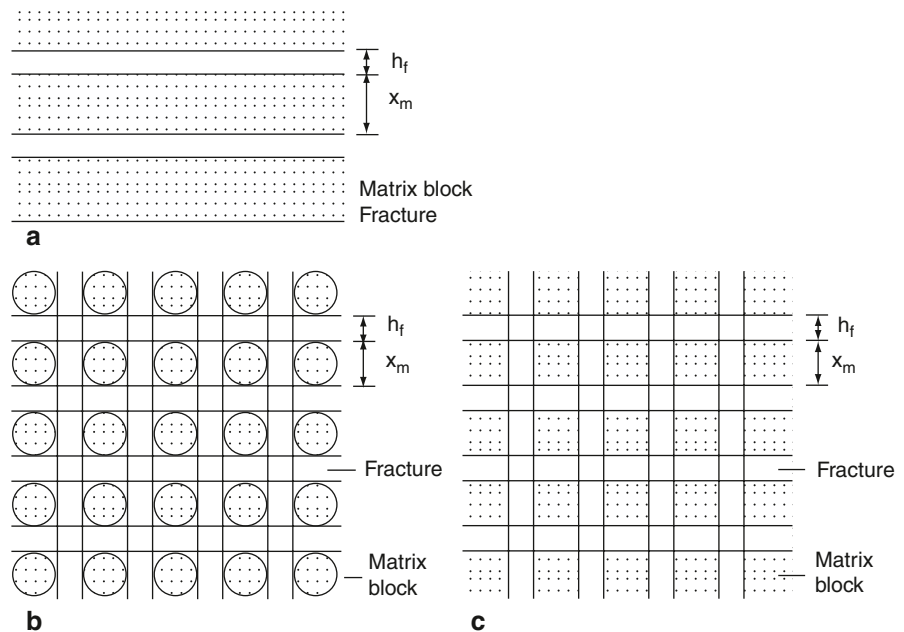 h_f
x_m
Matrix block
Fracture
a
h_f
x_m
Fracture
Matrix
block
b
h_f
x_m
Fracture
Matrix
block
c